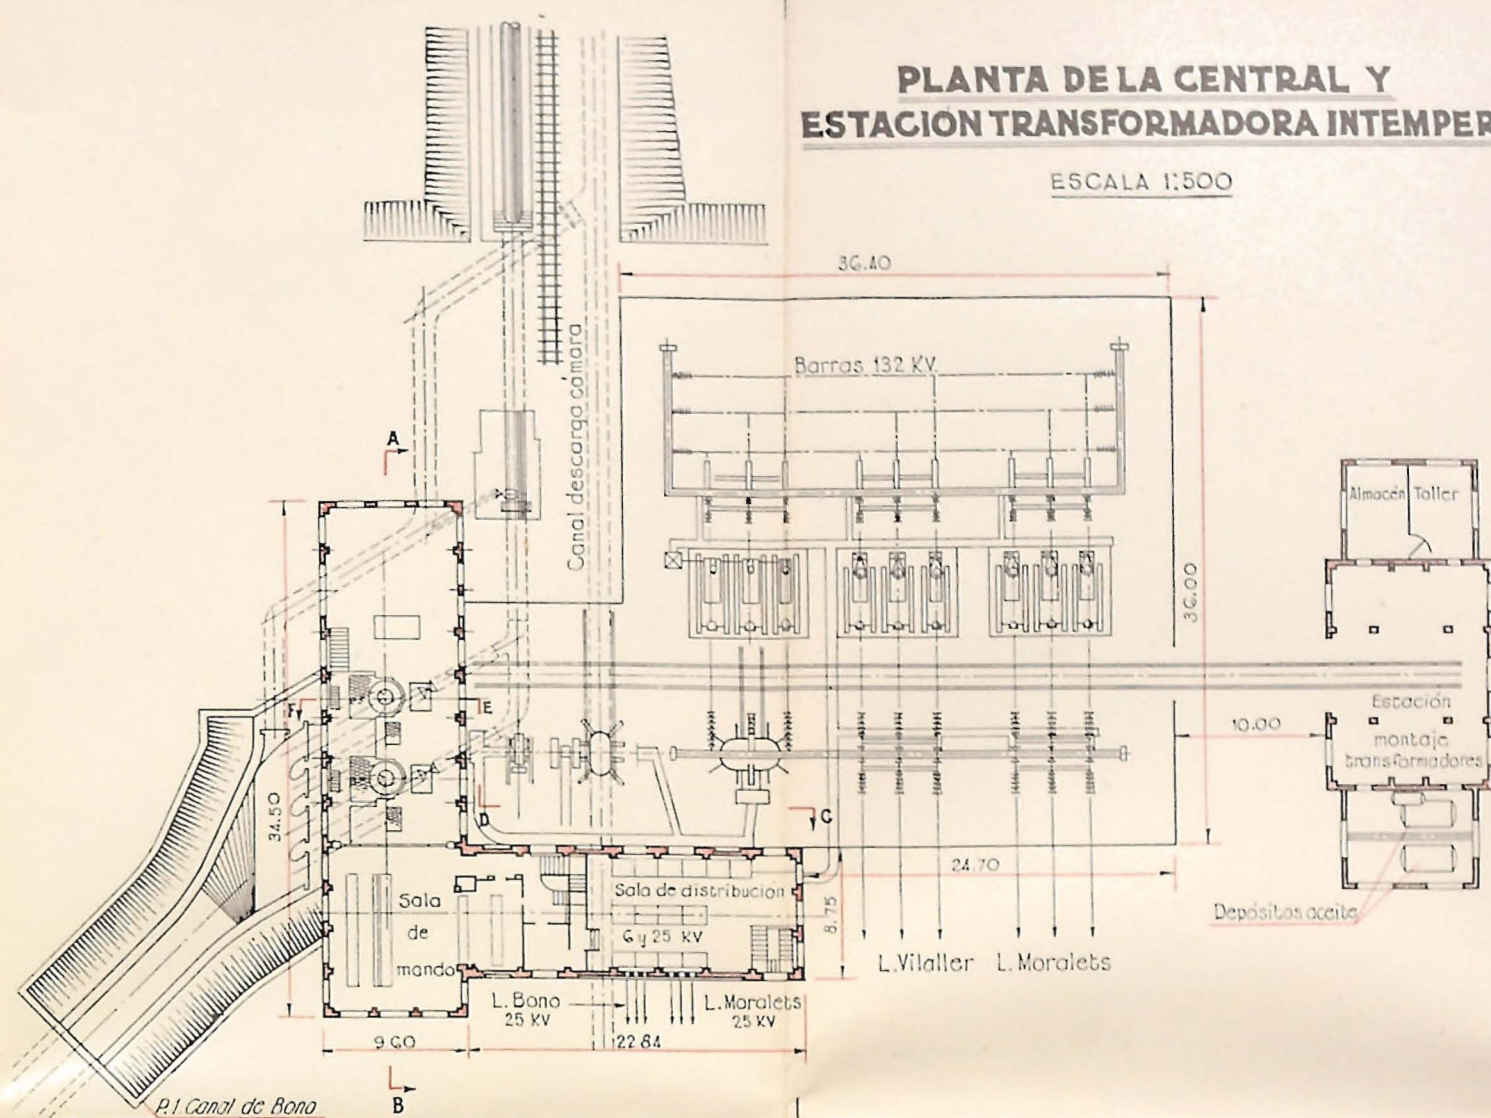 PLANTA DE LA CENTRAL Y
ESTACIÓN TRANSFORMADORA INTEMPER
ESCALA 1:500
36.40
Canal descarga cámara
Barras 132 KV.
A
36.00
Almacén Taller
F
E
Estación
montaje
transformadores
10.00
34.50
D
C
24.70
Sala
de
mando
Sala de distribución
6 y 25 KV
8.75
Depósitos aceite
L.Vilaller L.Moralets
L. Bono
25 KV
L.Moralets
25 KV
9.60
22.84
B
P.I. Canal de Bono